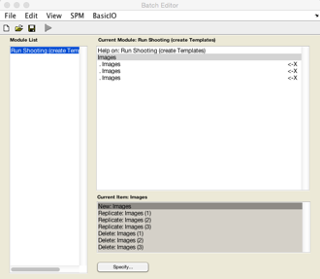 Batch Editor
File Edit View SPM BasicIO
Module List
Run Shooting (create Tem
Current Module: Run Shooting (create Templates)
Help on: Run Shooting (create Templates)
Images
. Images <-X
. Images <-X
. Images <-X
Current Item: Images
New: Images
Replicate: Images (1)
Replicate: Images (2)
Replicate: Images (3)
Delete: Images (1)
Delete: Images (2)
Delete: Images (3)
Specify...